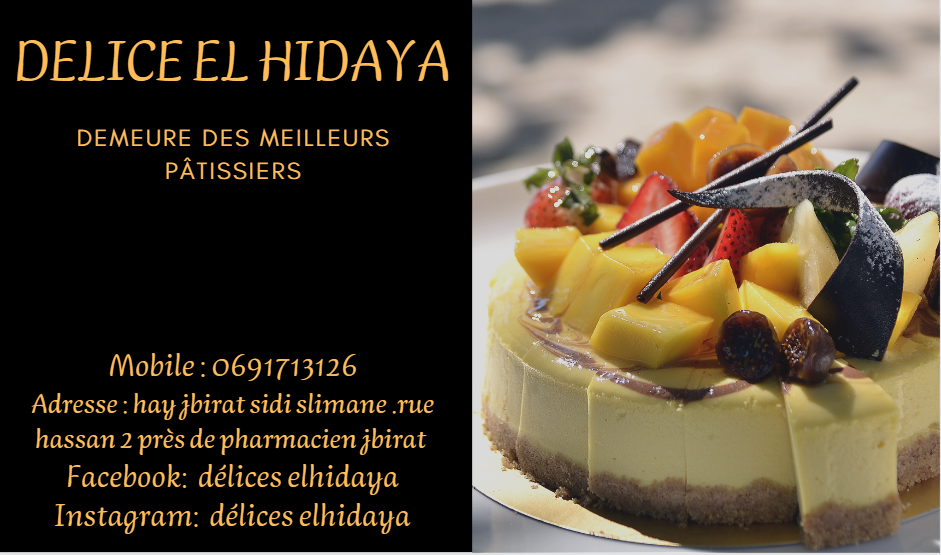 DELICE EL HIDAYA
DEMEURE DES MEILLEURS
PÂTISSIERS
Mobile : 0691713126
Adresse : hay jbirat sidi slimane .rue
hassan 2 près de pharmacien jbirat
Facebook: délices elhidaya
Instagram: délices elhidaya